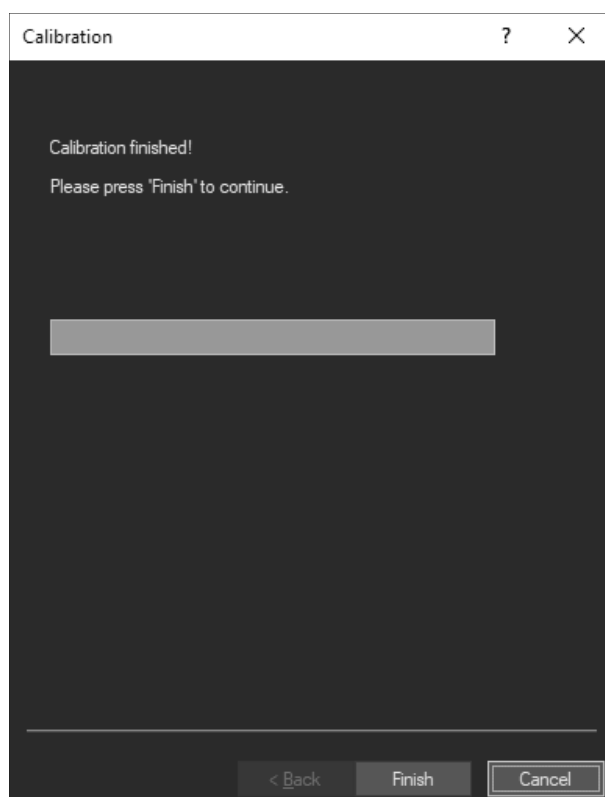 Calibration ? ×
Calibration finished!
Please press 'Finish' to continue.
< Back Finish Cancel